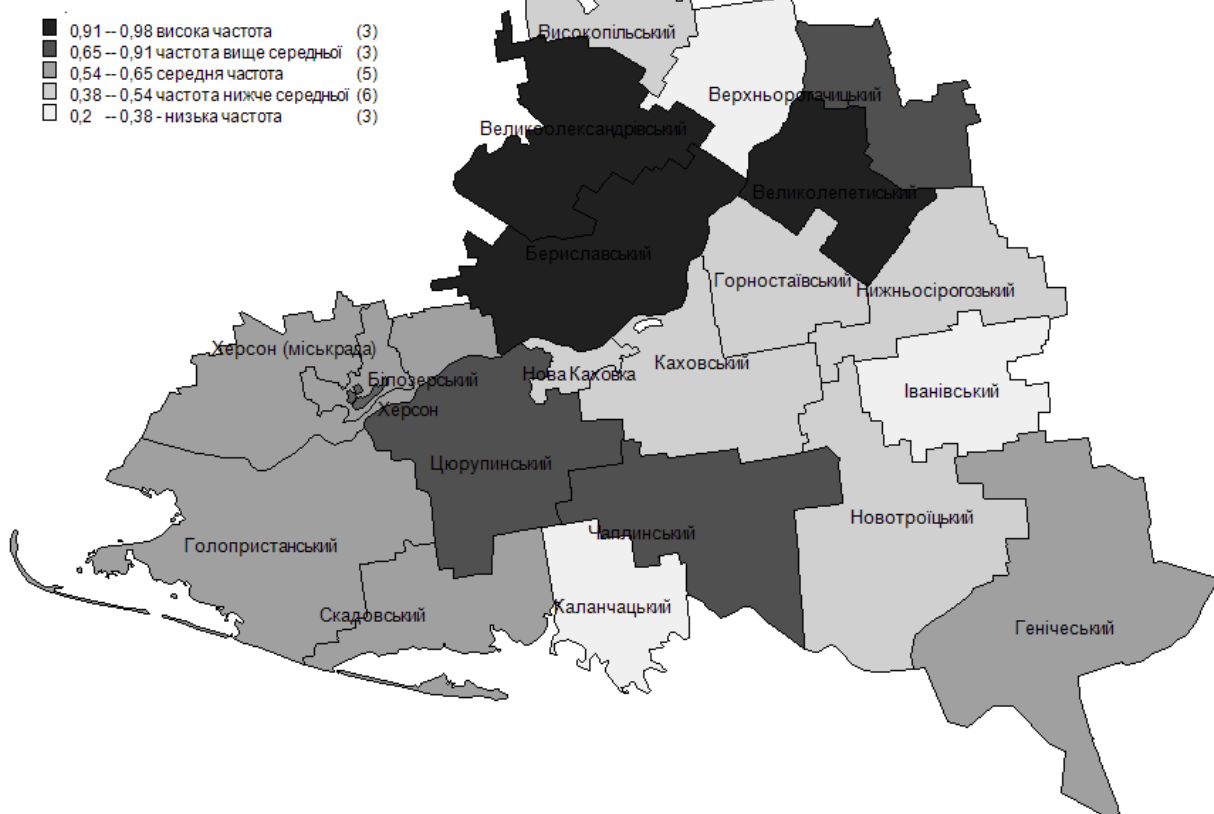 0,91 -- 0,98 висока частота (3)
0,65 -- 0,91 частота вище середньої (3)
0,54 -- 0,65 середня частота (5)
0,38 -- 0,54 частота нижче середньої (6)
0,2 -- 0,38 - низька частота (3)
Високопільський
Верхньорогачицький
Великоолександрівський
Великолепетиський
Бериславський
Горностаївський
Нижньосірогозький
Херсон (міськрада)
Каховський
Білозерський
Нова Каховка
Іванівський
Херсон
Цюрупинський
Новотроїцький
Чаплинський
Голопристанський
Каланчацький
Скадовський
Генічеський